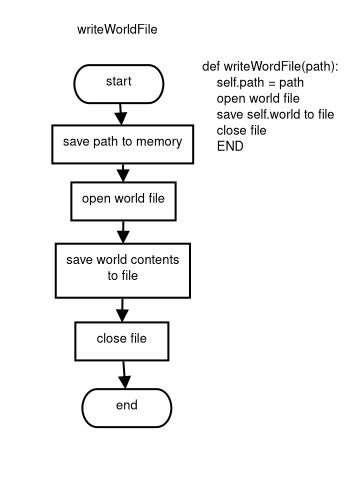 writeWorldFile
start
save path to memory
open world file
save world contents
to file
close file
end
def writeWordFile(path):
self.path = path
open world file
save self.world to file
close file
END